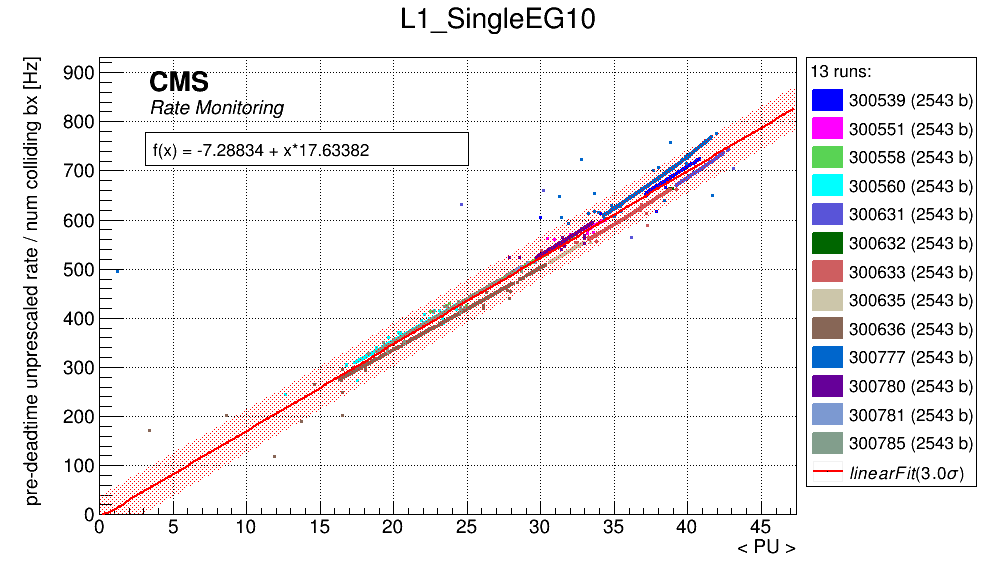 L1_SingleEG10
pre-deadtime unprescaled rate / num colliding bx [Hz]
900
800
700
600
500
400
300
200
100
0
CMS
Rate Monitoring
f(x) = -7.28834 + x*17.63382
0 5 10 15 20 25 30 35 40 45
< PU >
13 runs:
300539 (2543 b)
300551 (2543 b)
300558 (2543 b)
300560 (2543 b)
300631 (2543 b)
300632 (2543 b)
300633 (2543 b)
300635 (2543 b)
300636 (2543 b)
300777 (2543 b)
300780 (2543 b)
300781 (2543 b)
300785 (2543 b)
linearFit(3.0σ)